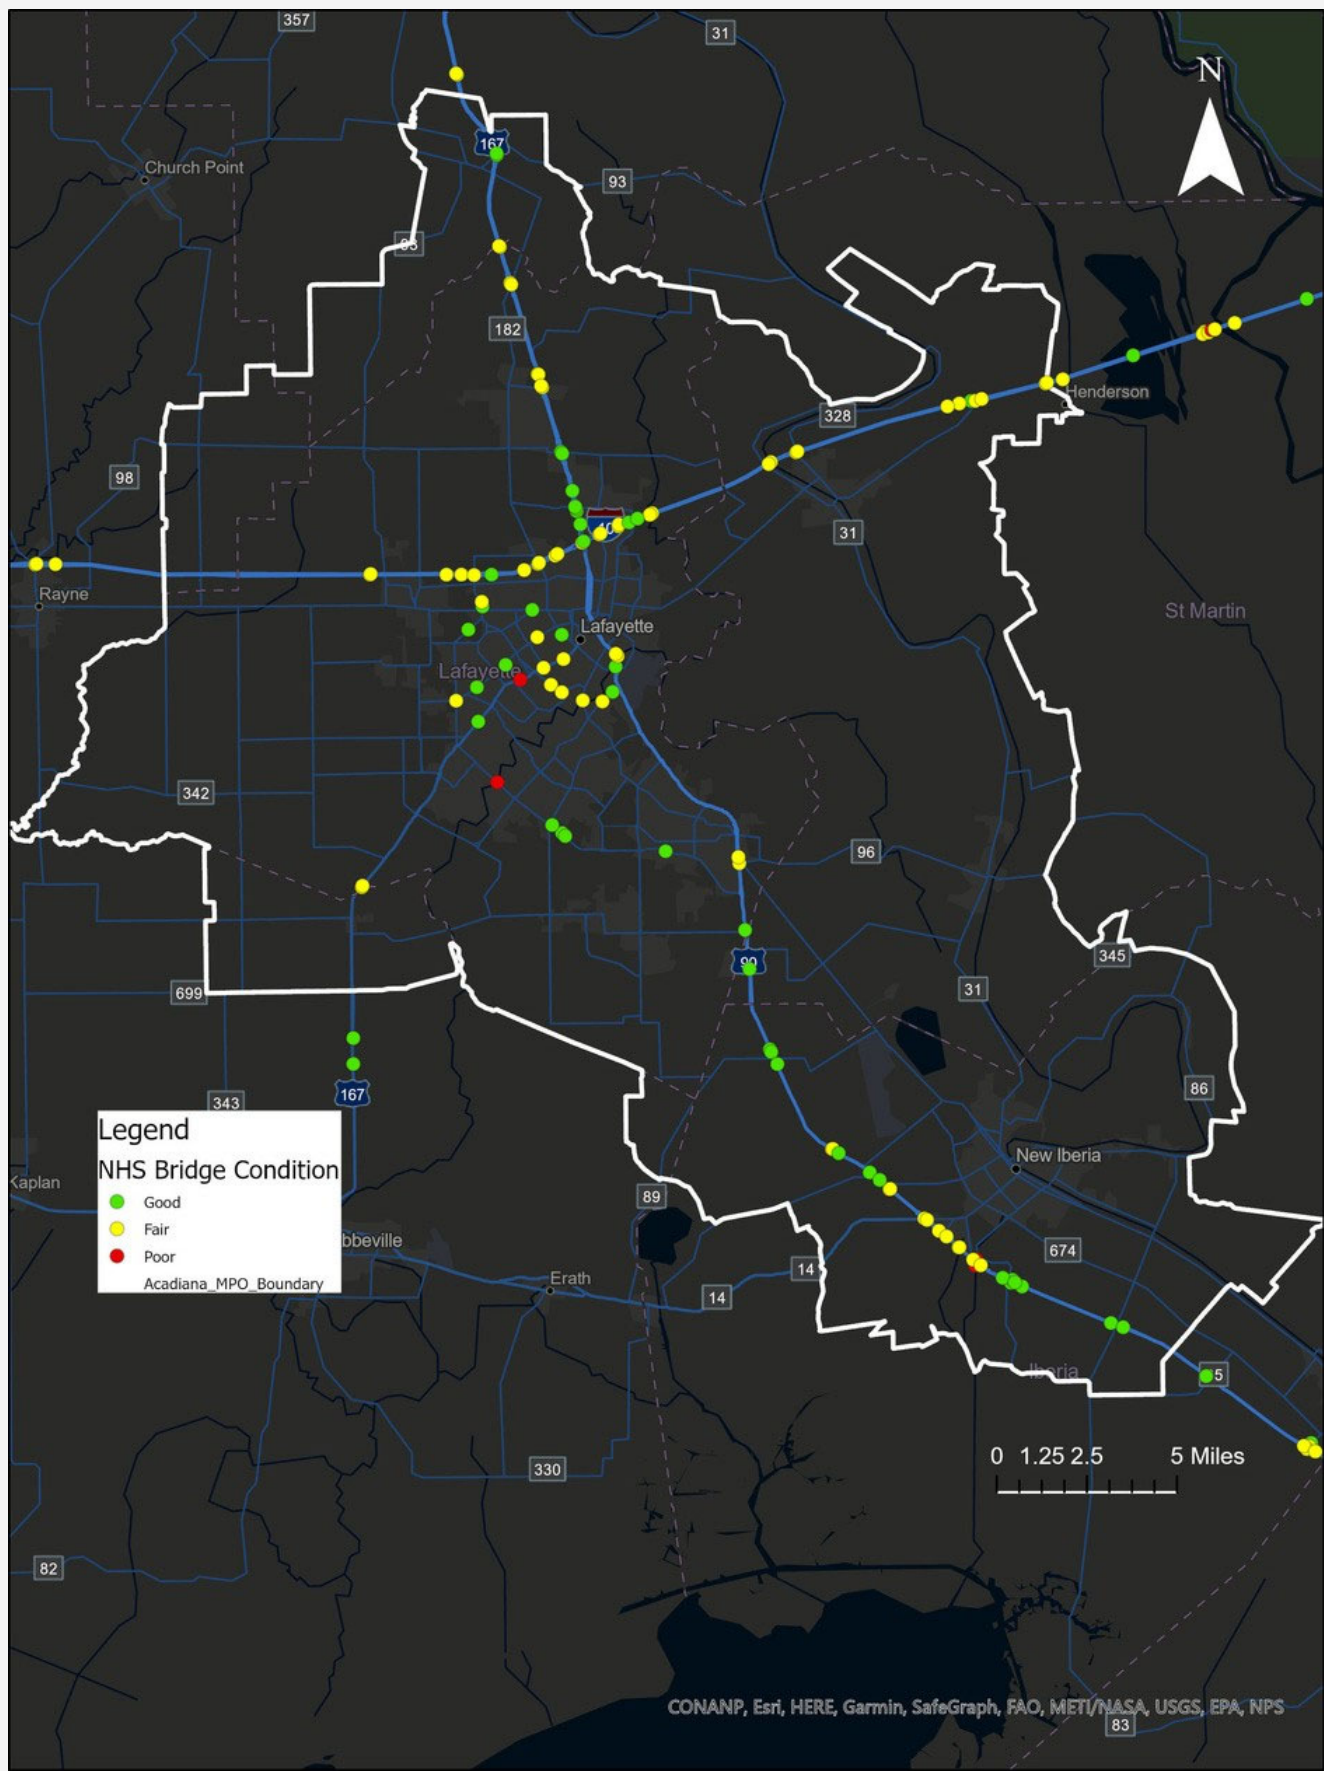 357
31
N
167
Church Point
93
93
182
Henderson
328
98
31
Rayne
Lafayette
St Martin
Lafayette
342
96
90
345
699
31
167
343
86
Legend
NHS Bridge Condition
Good
Fair
Poor
Acadiana_MPO_Boundary
New Iberia
Kaplan
89
bbeville
674
14
Erath
14
Iberia
5
0 1.25 2.5 5 Miles
330
82
CONANP, Esri, HERE, Garmin, SafeGraph, FAO, METI/NASA, USGS, EPA, NPS
83